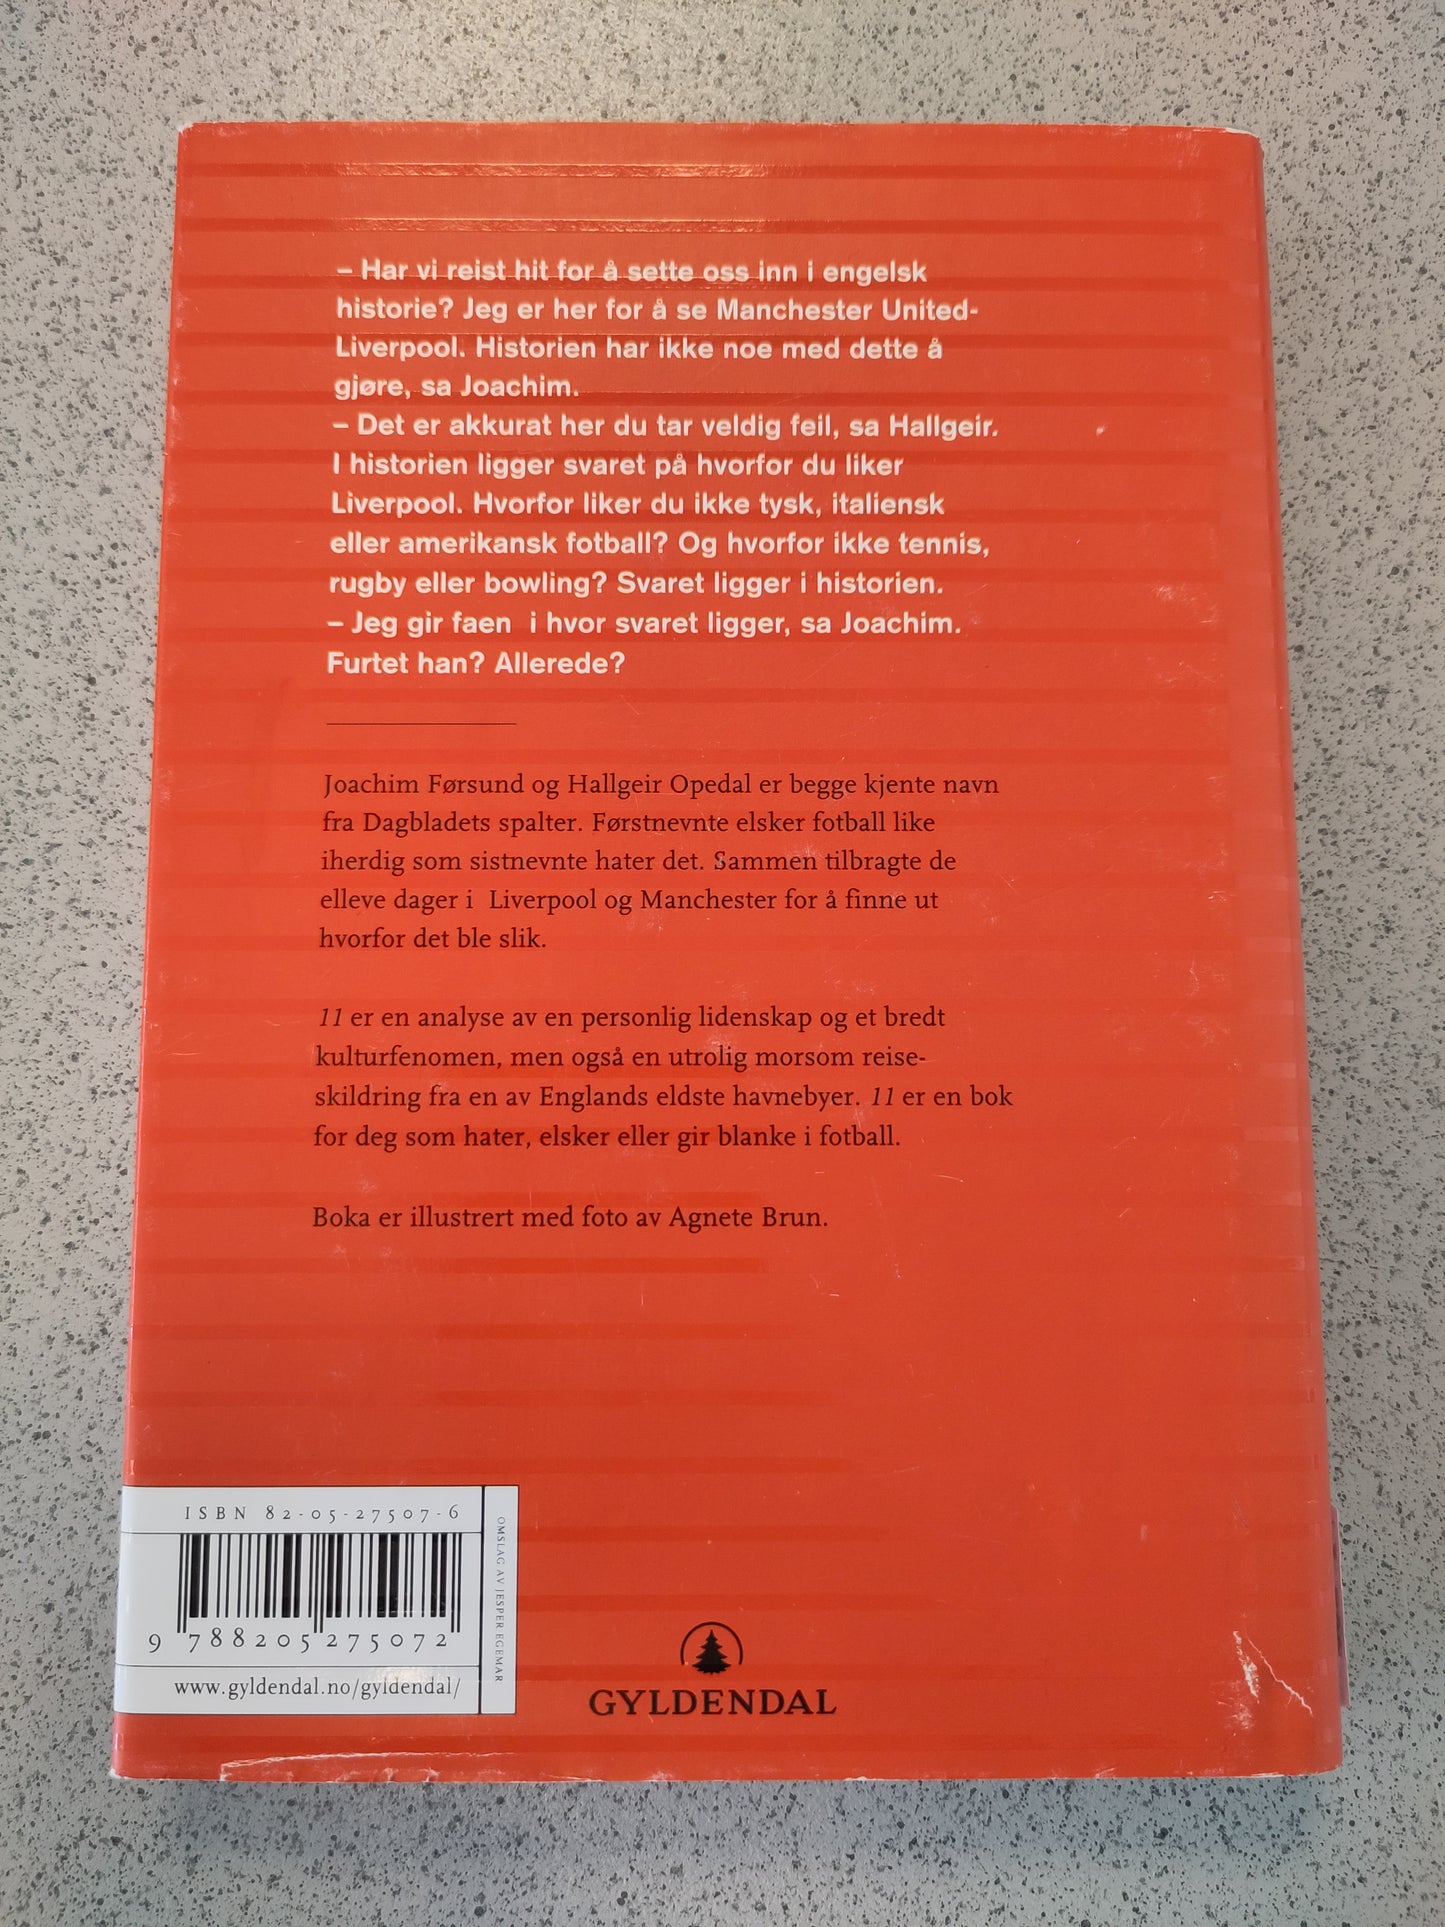 – Har vi reist hit for å sette oss inn i engelsk
historie? Jeg er her for å se Manchester United-
Liverpool. Historien har ikke noe med dette å
gjøre, sa Joachim.
– Det er akkurat her du tar veldig feil, sa Hallgeir.
I historien ligger svaret på hvorfor du liker
Liverpool. Hvorfor liker du ikke tysk, italiensk
eller amerikansk fotball? Og hvorfor ikke tennis,
rugby eller bowling? Svaret ligger i historien.
– Jeg gir faen i hvor svaret ligger, sa Joachim.
Furtet han? Allerede?
Joachim Førsund og Hallgeir Opedal er begge kjente navn
fra Dagbladets spalter. Førstnevnte elsker fotball like
iherdig som sistnevnte hater det. Sammen tilbragte de
elleve dager i Liverpool og Manchester for å finne ut
hvorfor det ble slik.
11 er en analyse av en personlig lidenskap og et bredt
kulturfenomen, men også en utrolig morsom reise-
skildring fra en av Englands eldste havnebyer. 11 er en bok
for deg som hater, elsker eller gir blanke i fotball.
Boka er illustrert med foto av Agnete Brun.
ISBN 82-05-27507-6
9 788205 275072
www.gyldendal.no/gyldendal/
OMSLAG AV JESPER EGEMAR
GYLDENDAL